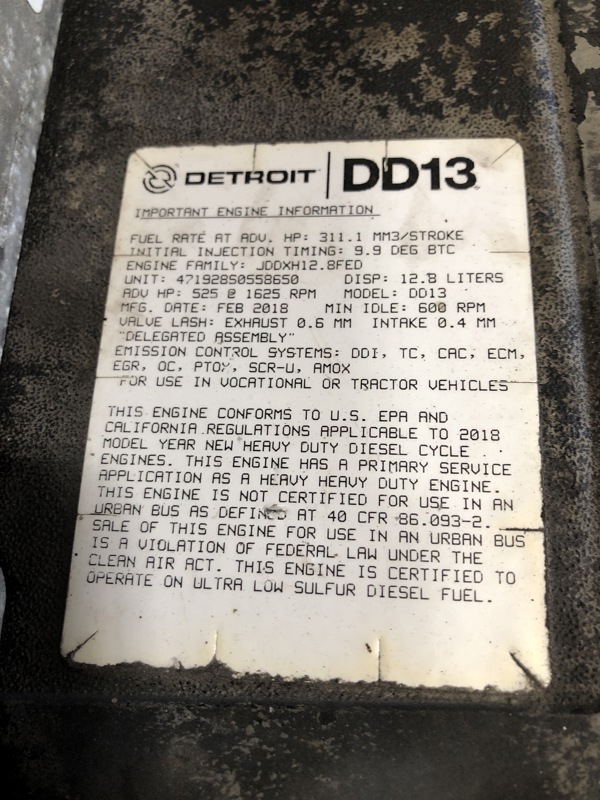 DETROIT DD13
IMPORTANT ENGINE INFORMATION
FUEL RATE AT ADV. HP: 311.1 MM3/STROKE
INITIAL INJECTION TIMING: 9.9 DEG BTC
ENGINE FAMILY: JDDXH12.8FED
UNIT: 471928S0558650 DISP: 12.8 LITERS
ADV HP: 525 @ 1625 RPM MODEL: DD13
MFG. DATE: FEB 2018 MIN IDLE: 600 RPM
VALVE LASH: EXHAUST 0.6 MM INTAKE 0.4 MM
"DELEGATED ASSEMBLY"
EMISSION CONTROL SYSTEMS: DDI, TC, CAC, ECM,
EGR, OC, PTOX, SCR-U, AMOX
FOR USE IN VOCATIONAL OR TRACTOR VEHICLES
THIS ENGINE CONFORMS TO U.S. EPA AND
CALIFORNIA REGULATIONS APPLICABLE TO 2018
MODEL YEAR NEW HEAVY DUTY DIESEL CYCLE
ENGINES. THIS ENGINE HAS A PRIMARY SERVICE
APPLICATION AS A HEAVY HEAVY DUTY ENGINE.
THIS ENGINE IS NOT CERTIFIED FOR USE IN AN
URBAN BUS AS DEFINED AT 40 CFR 86.093-2.
SALE OF THIS ENGINE FOR USE IN AN URBAN BUS
IS A VIOLATION OF FEDERAL LAW UNDER THE
CLEAN AIR ACT. THIS ENGINE IS CERTIFIED TO
OPERATE ON ULTRA LOW SULFUR DIESEL FUEL.